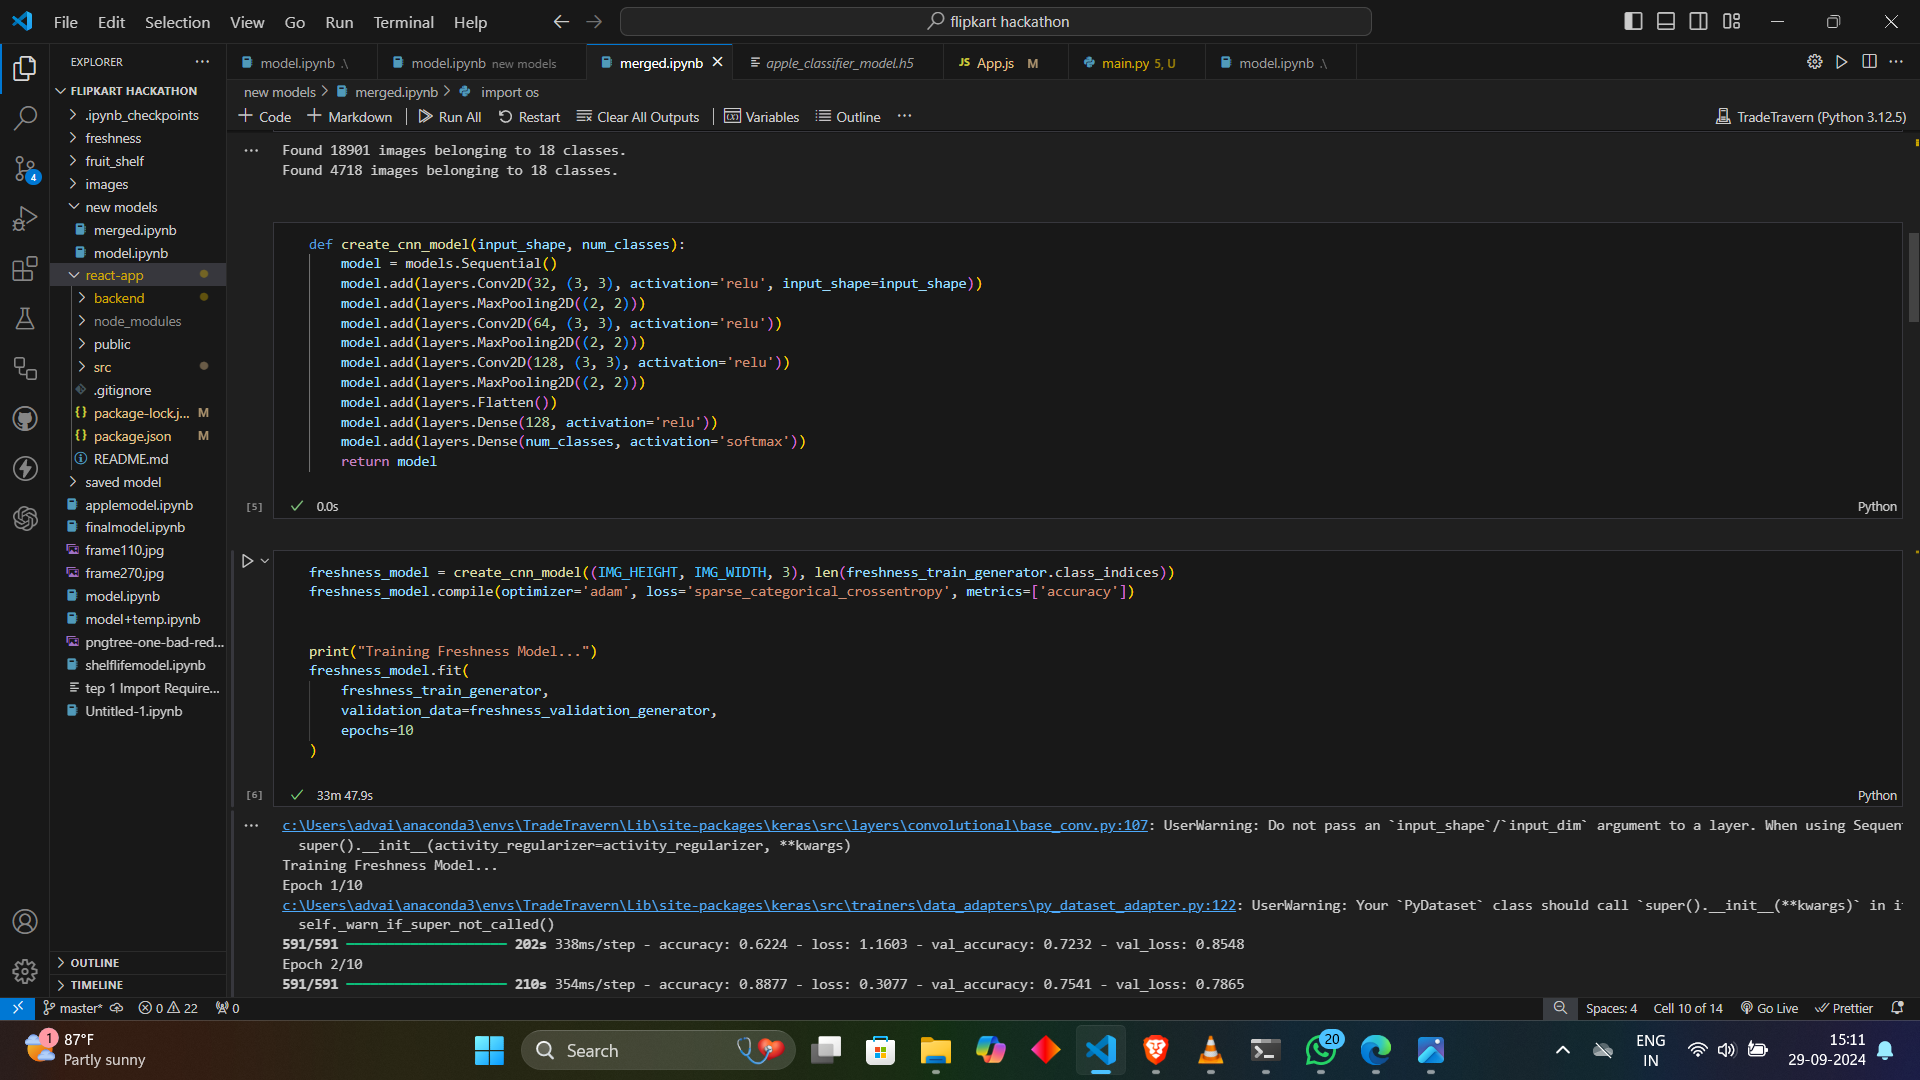 File Edit Selection View Go Run Terminal Help
flipkart hackathon
EXPLORER
FLIPKART HACKATHON
.ipynb_checkpoints
freshness
fruit_shelf
images
new models
merged.ipynb
model.ipynb
react-app
backend
node_modules
public
src
.gitignore
package-lock.j... M
package.json M
README.md
saved model
applemodel.ipynb
finalmodel.ipynb
frame110.jpg
frame270.jpg
model.ipynb
model+temp.ipynb
pngtree-one-bad-red...
shelflifemodel.ipynb
tep 1 Import Require...
Untitled-1.ipynb
OUTLINE
TIMELINE
4
model.ipynb .\
model.ipynb new models
merged.ipynb
apple_classifier_model.h5
JS App.js M
main.py 5, U
model.ipynb .\
new models > merged.ipynb > import os
+ Code + Markdown Run All Restart Clear All Outputs Variables Outline ...
TradeTravern (Python 3.12.5)
Found 18901 images belonging to 18 classes.
Found 4718 images belonging to 18 classes.
def create_cnn_model(input_shape, num_classes):
    model = models.Sequential()
    model.add(layers.Conv2D(32, (3, 3), activation='relu', input_shape=input_shape))
    model.add(layers.MaxPooling2D((2, 2)))
    model.add(layers.Conv2D(64, (3, 3), activation='relu'))
    model.add(layers.MaxPooling2D((2, 2)))
    model.add(layers.Conv2D(128, (3, 3), activation='relu'))
    model.add(layers.MaxPooling2D((2, 2)))
    model.add(layers.Flatten())
    model.add(layers.Dense(128, activation='relu'))
    model.add(layers.Dense(num_classes, activation='softmax'))
    return model
[5] 0.0s Python
freshness_model = create_cnn_model((IMG_HEIGHT, IMG_WIDTH, 3), len(freshness_train_generator.class_indices))
freshness_model.compile(optimizer='adam', loss='sparse_categorical_crossentropy', metrics=['accuracy'])
print("Training Freshness Model...")
freshness_model.fit(
    freshness_train_generator,
    validation_data=freshness_validation_generator,
    epochs=10
)
[6] 33m 47.9s Python
c:\Users\advai\anaconda3\envs\TradeTravern\Lib\site-packages\keras\src\layers\convolutional\base_conv.py:107: UserWarning: Do not pass an `input_shape`/`input_dim` argument to a layer. When using Sequen
  super().__init__(activity_regularizer=activity_regularizer, **kwargs)
Training Freshness Model...
Epoch 1/10
c:\Users\advai\anaconda3\envs\TradeTravern\Lib\site-packages\keras\src\trainers\data_adapters\py_dataset_adapter.py:122: UserWarning: Your `PyDataset` class should call `super().__init__(**kwargs)` in i
  self._warn_if_super_not_called()
591/591 202s 338ms/step - accuracy: 0.6224 - loss: 1.1603 - val_accuracy: 0.7232 - val_loss: 0.8548
Epoch 2/10
591/591 210s 354ms/step - accuracy: 0.8877 - loss: 0.3077 - val_accuracy: 0.7541 - val_loss: 0.7865
master* 0 22 0
Spaces: 4 Cell 10 of 14 Go Live Prettier
1 87°F
Partly sunny
Search
20
ENG
IN
15:11
29-09-2024